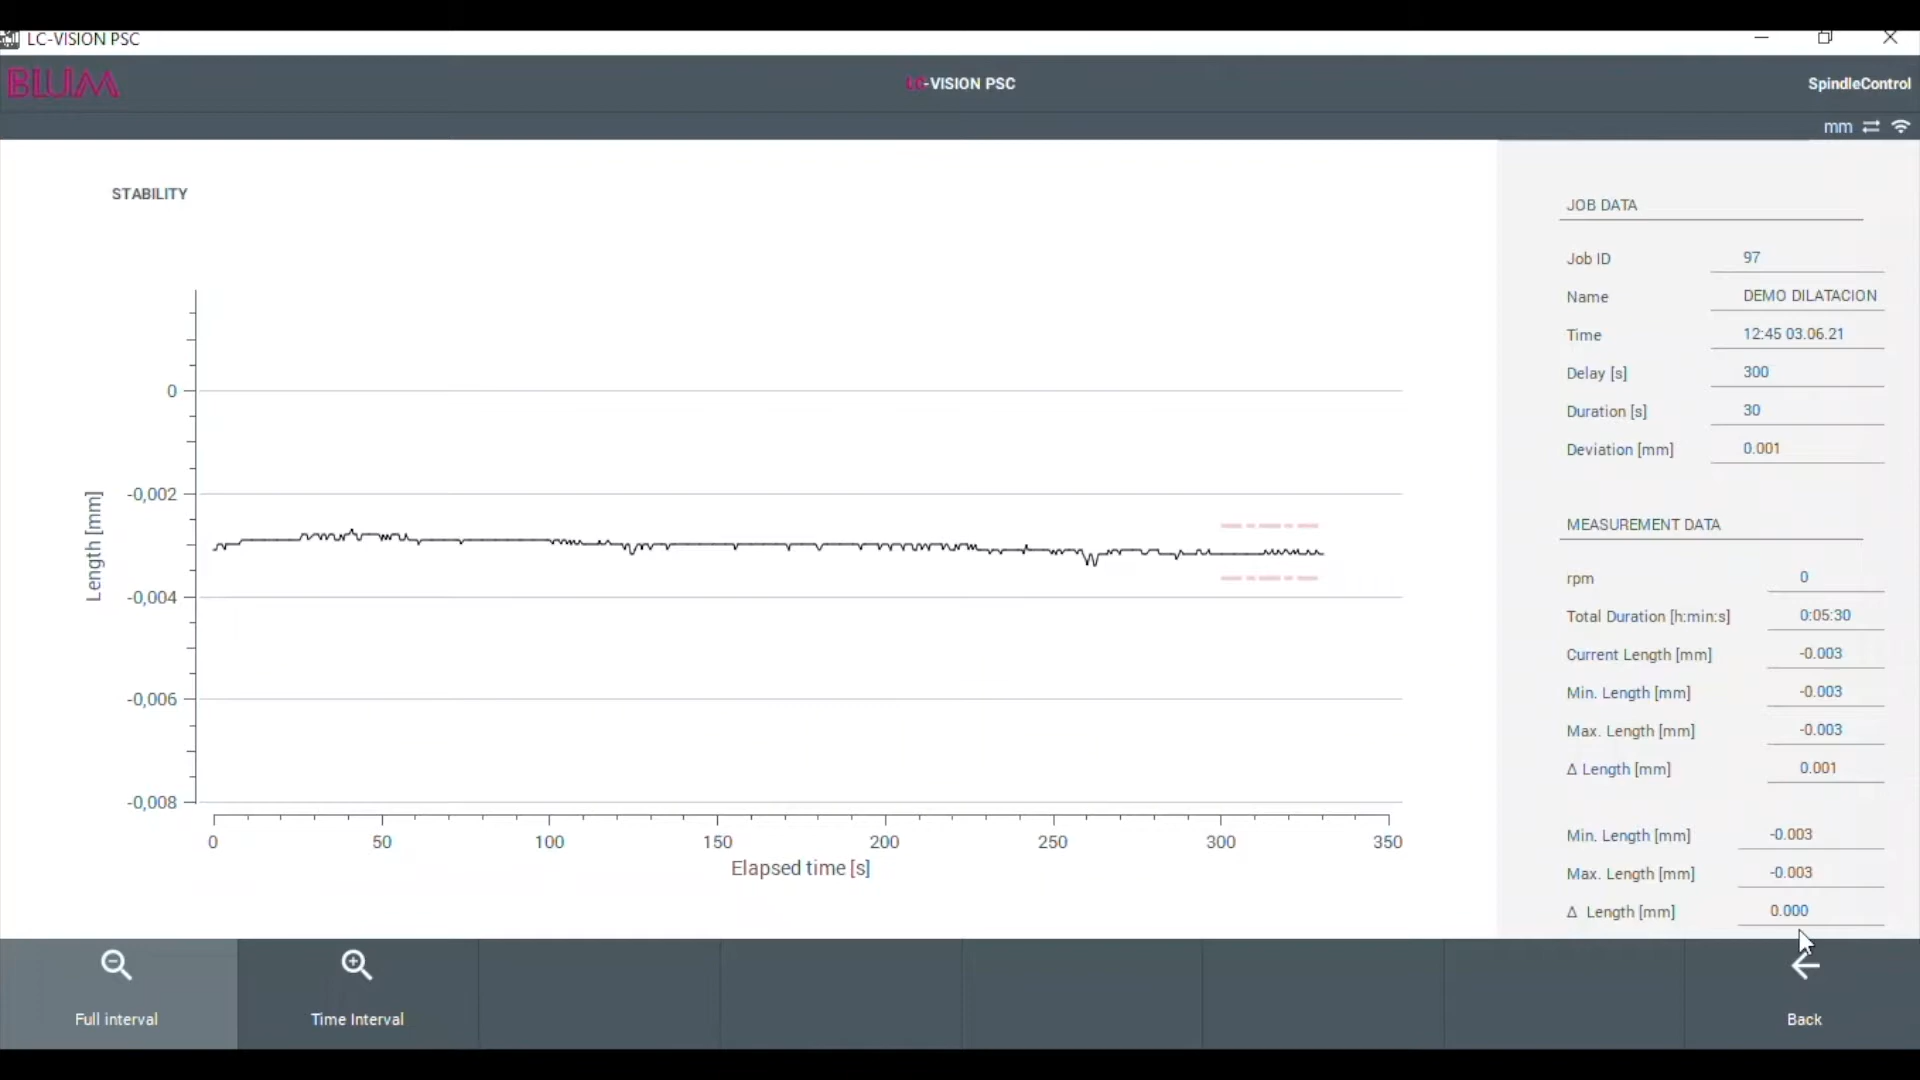 LC-VISION PSC
BLUM
LC-VISION PSC
SpindleControl
mm
STABILITY
0
-0,002
-0,004
-0,006
-0,008
Length [mm]
0 50 100 150 200 250 300 350
Elapsed time [s]
JOB DATA
Job ID 97
Name DEMO DILATACION
Time 12:45 03.06.21
Delay [s] 300
Duration [s] 30
Deviation [mm] 0.001
MEASUREMENT DATA
rpm 0
Total Duration [h:min:s] 0:05:30
Current Length [mm] -0.003
Min. Length [mm] -0.003
Max. Length [mm] -0.003
Δ Length [mm] 0.001
Min. Length [mm] -0.003
Max. Length [mm] -0.003
Δ Length [mm] 0.000
Full interval
Time Interval
Back